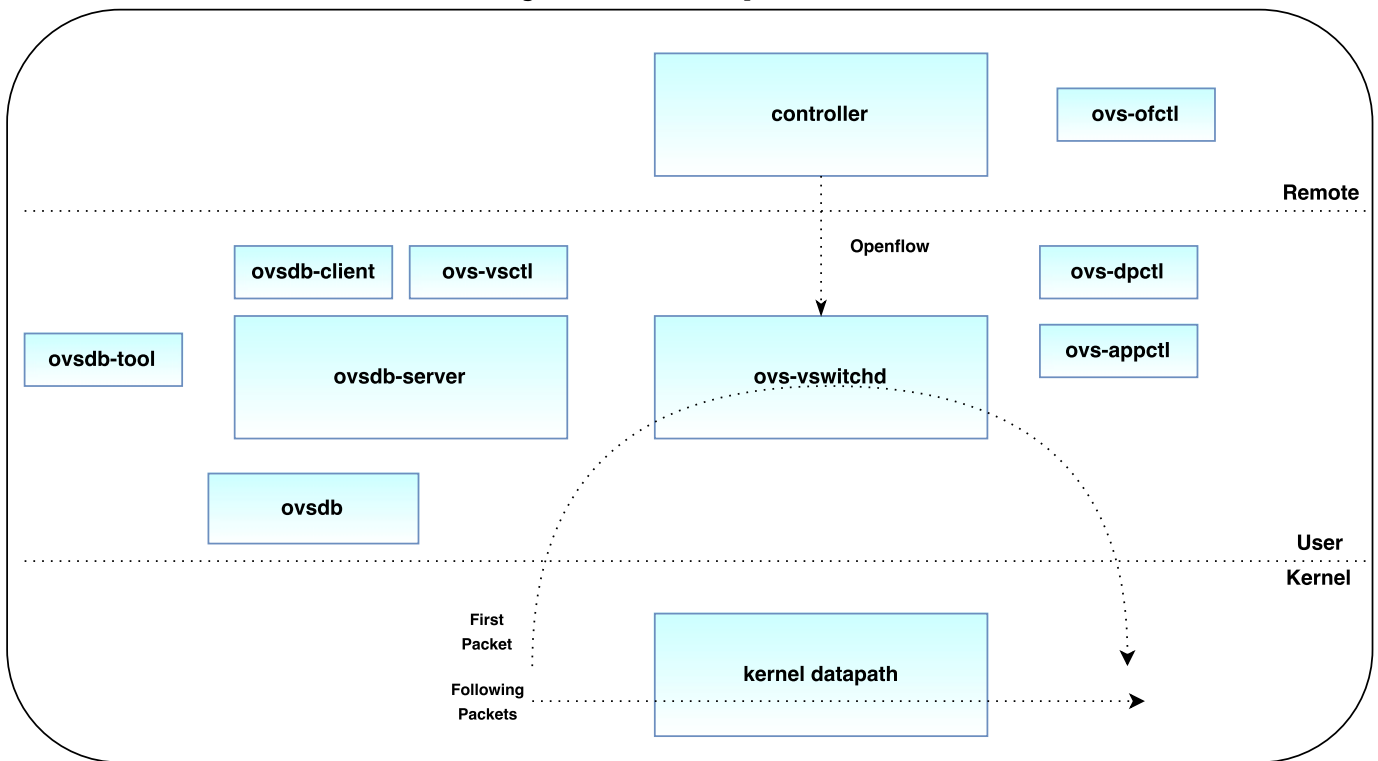 controller
ovs-ofctl
Remote
Openflow
ovsdb-client
ovs-vsctl
ovs-dpctl
ovsdb-tool
ovsdb-server
ovs-vswitchd
ovs-appctl
ovsdb
User
Kernel
First
Packet
kernel datapath
Following
Packets